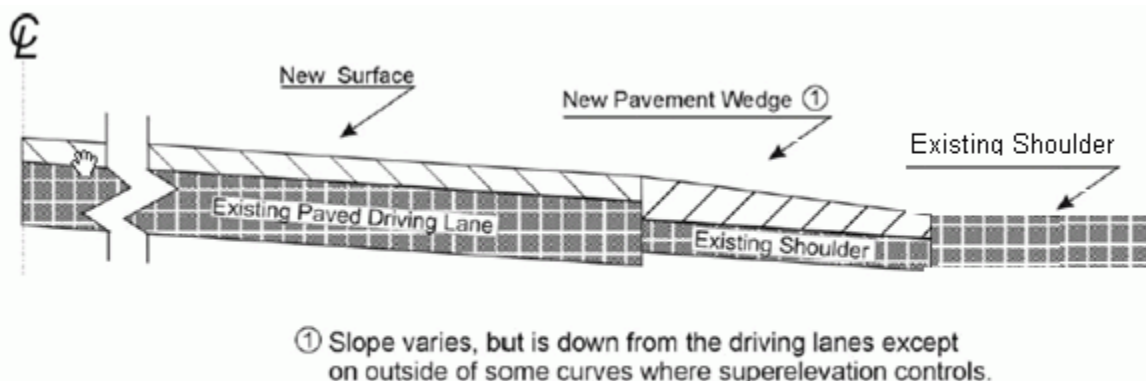 ℄
New Surface
New Pavement Wedge ①
Existing Shoulder
Existing Paved Driving Lane
Existing Shoulder
① Slope varies, but is down from the driving lanes except
on outside of some curves where superelevation controls.